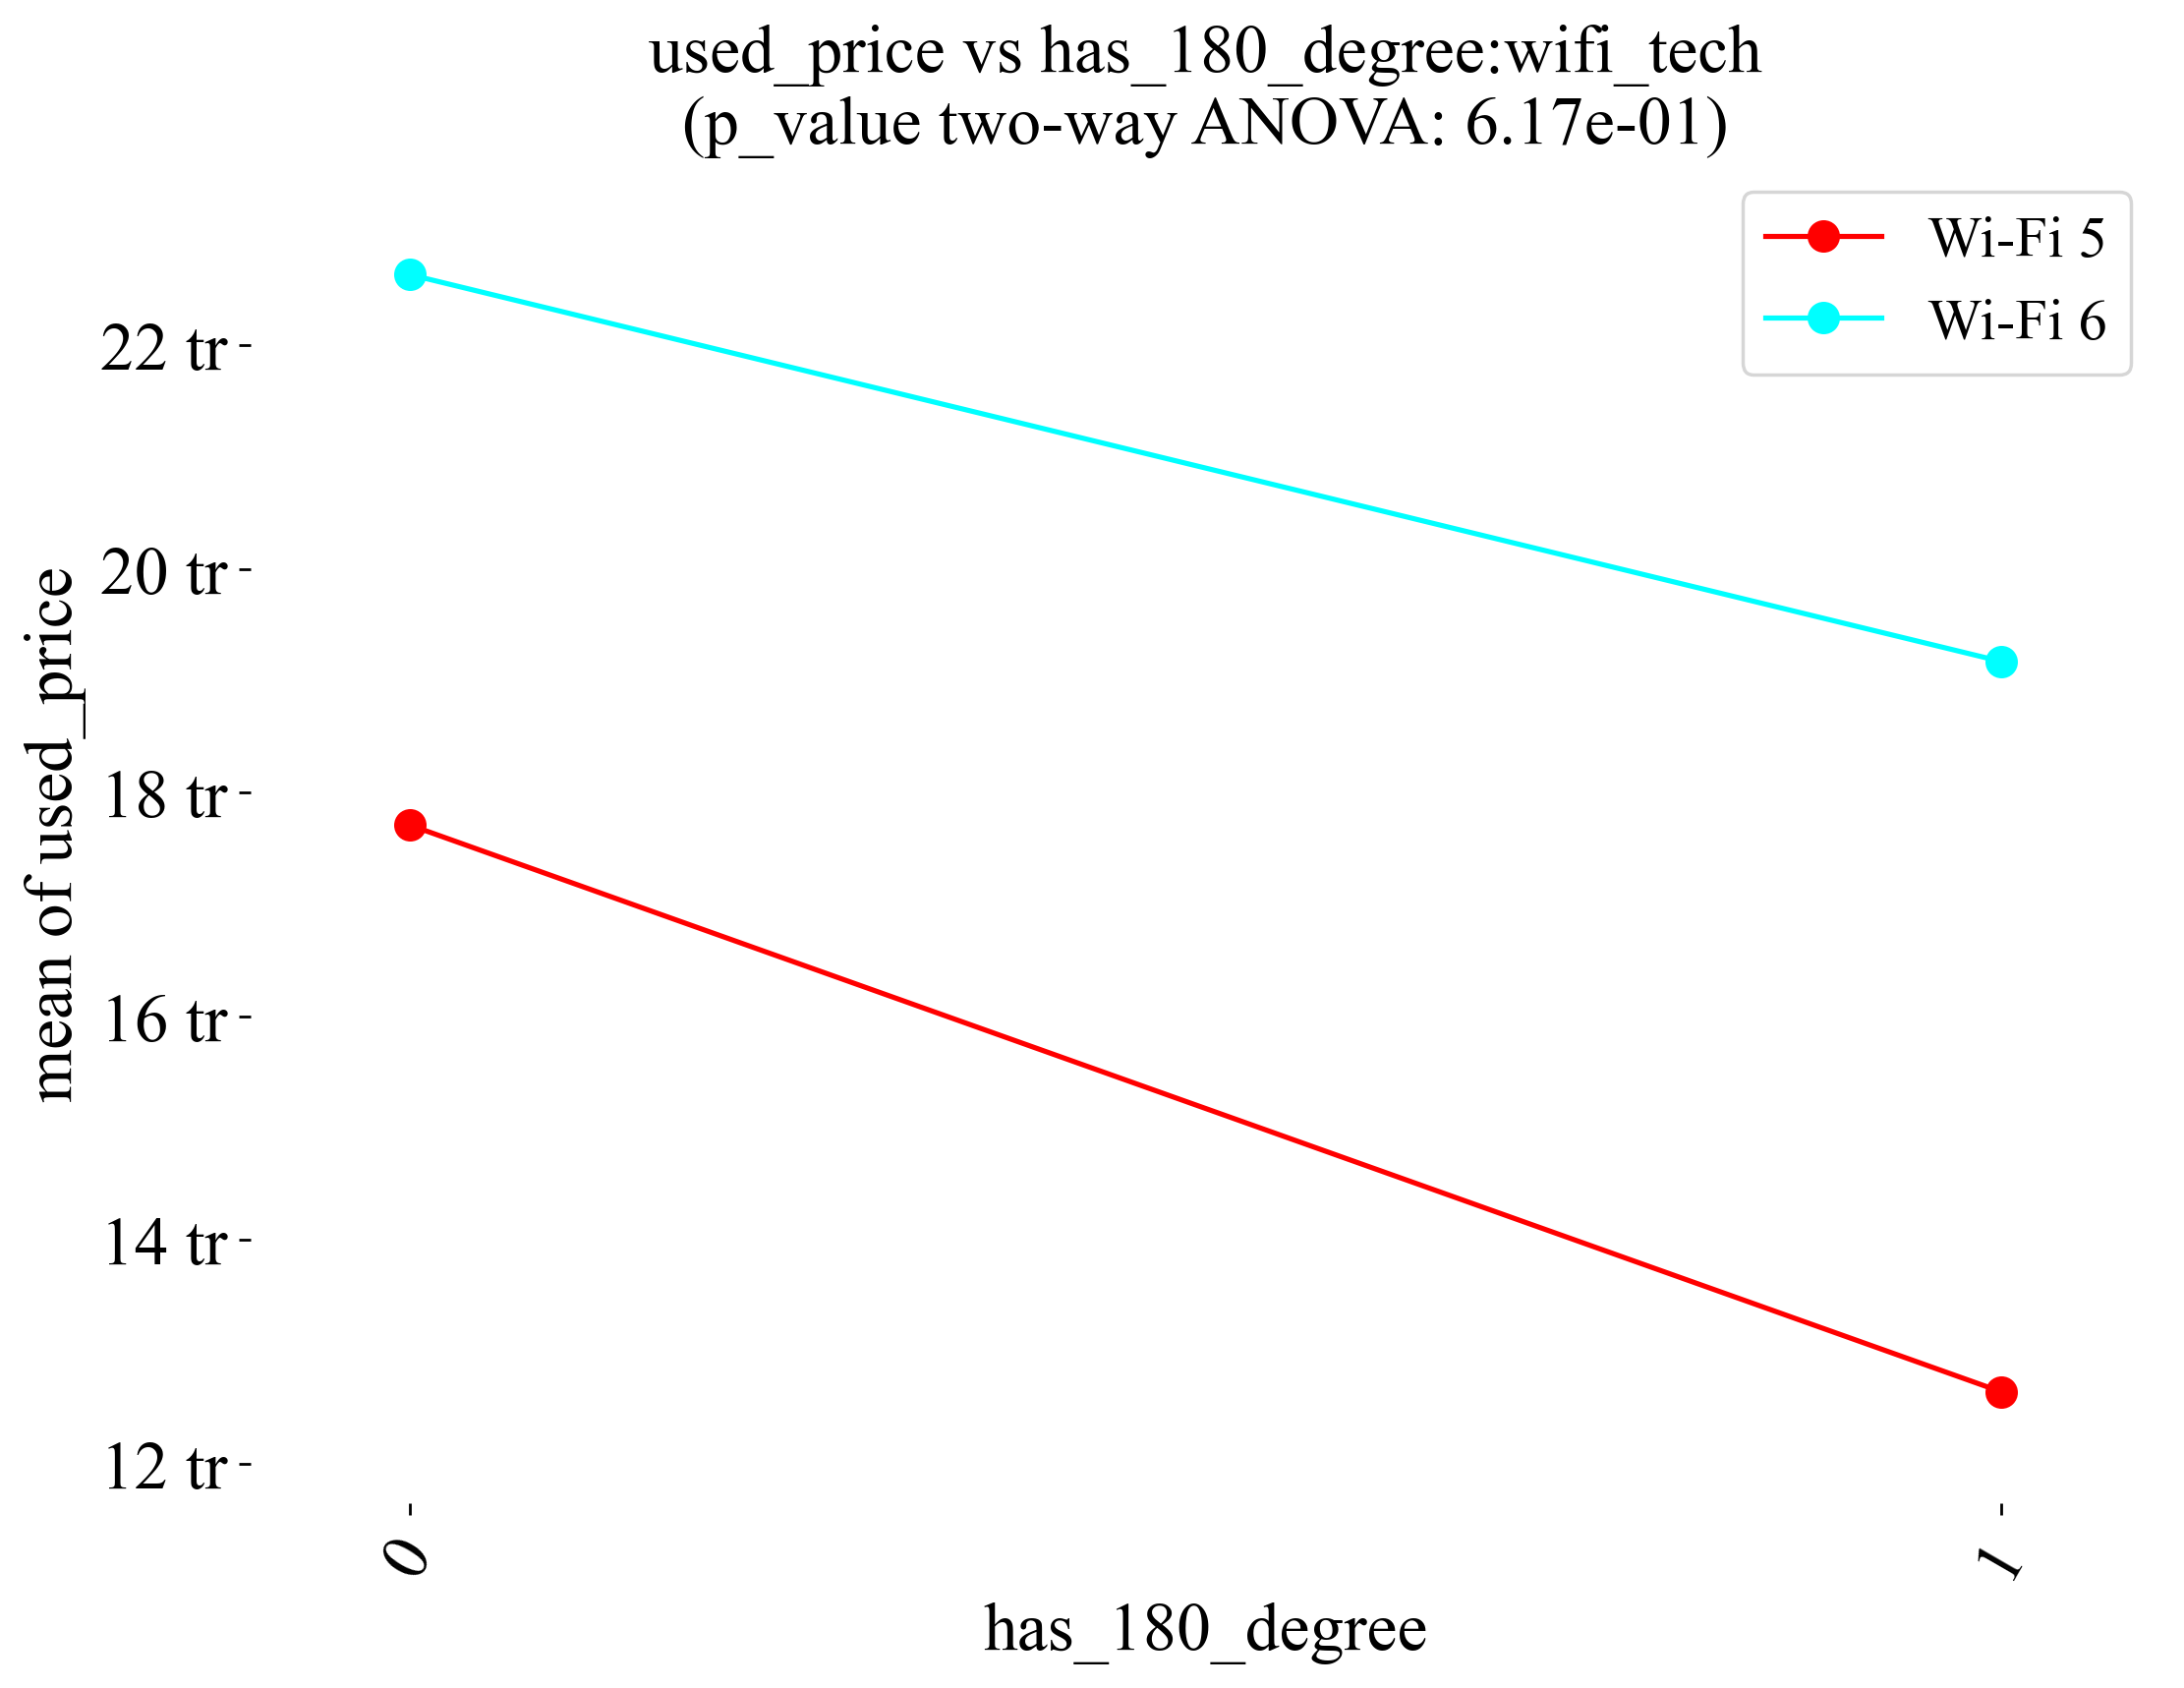 used_price vs has_180_degree:wifi_tech
(p_value two-way ANOVA: 6.17e-01)
Wi-Fi 5
Wi-Fi 6
mean of used_price
22 tr
20 tr
18 tr
16 tr
14 tr
12 tr
0
1
has_180_degree